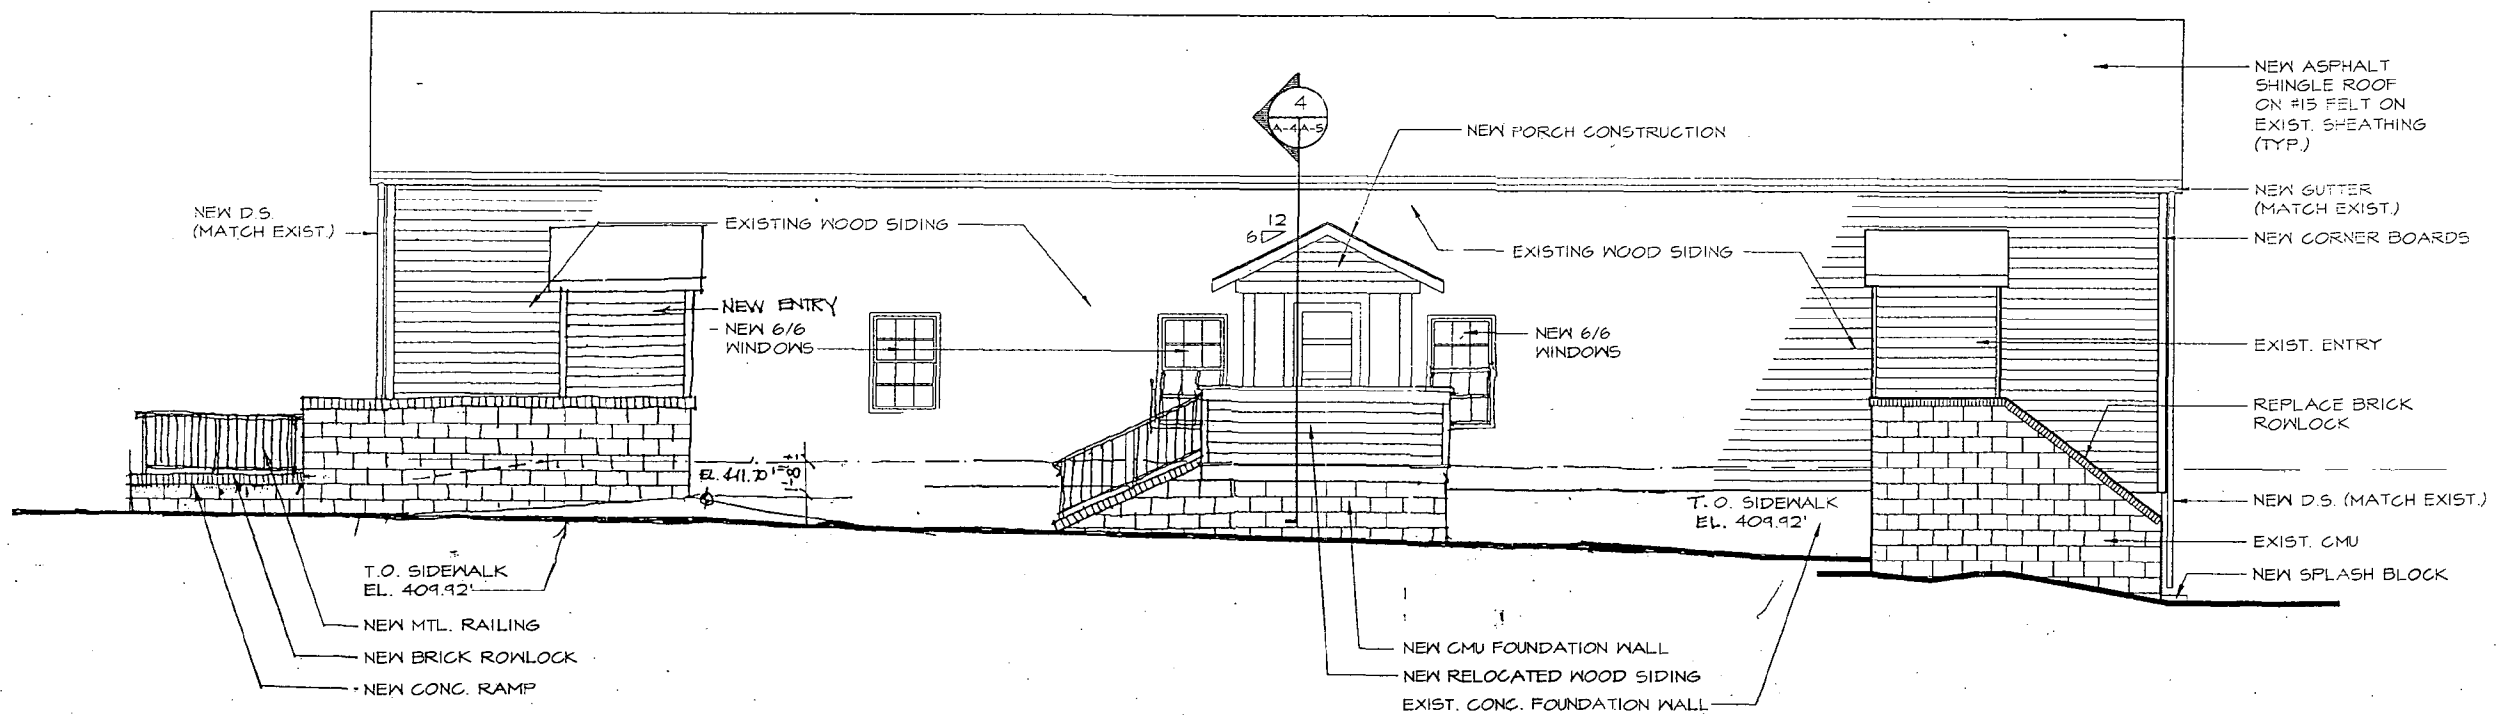 NEW ASPHALT
SHINGLE ROOF
ON #15 FELT ON
EXIST. SHEATHING
(TYP.)
4
A-4 A-5
NEW PORCH CONSTRUCTION
NEW D.S.
(MATCH EXIST.)
EXISTING WOOD SIDING
12
6
EXISTING WOOD SIDING
NEW GUTTER
(MATCH EXIST.)
NEW CORNER BOARDS
NEW ENTRY
NEW 6/6
WINDOWS
NEW 6/6
WINDOWS
EXIST. ENTRY
REPLACE BRICK
ROWLOCK
T.O. SIDEWALK
EL. 409.92'
NEW D.S. (MATCH EXIST.)
EXIST. CMU
NEW SPLASH BLOCK
T.O. SIDEWALK
EL. 409.92'
NEW MTL. RAILING
NEW BRICK ROWLOCK
NEW CONC. RAMP
NEW CMU FOUNDATION WALL
NEW RELOCATED WOOD SIDING
EXIST. CONC. FOUNDATION WALL